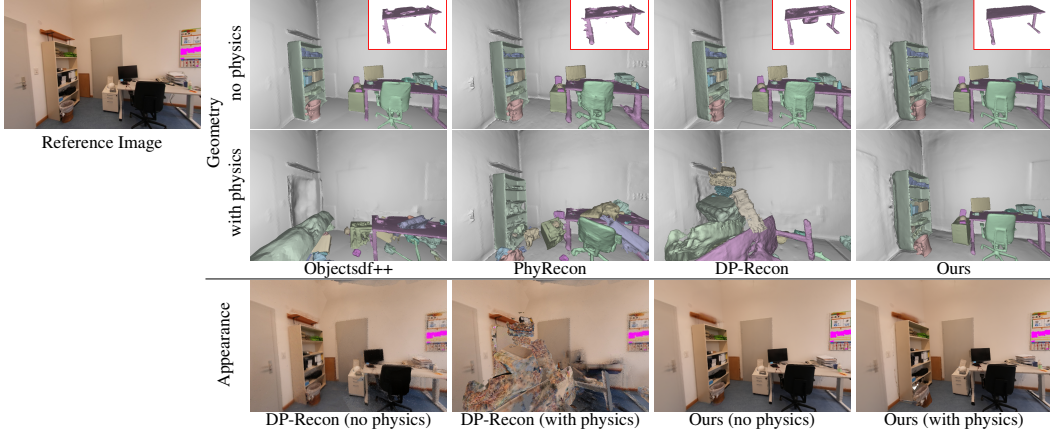 Reference Image
Geometry
no physics
with physics
Objectsdf++
PhyRecon
DP-Recon
Ours
Appearance
DP-Recon (no physics)
DP-Recon (with physics)
Ours (no physics)
Ours (with physics)